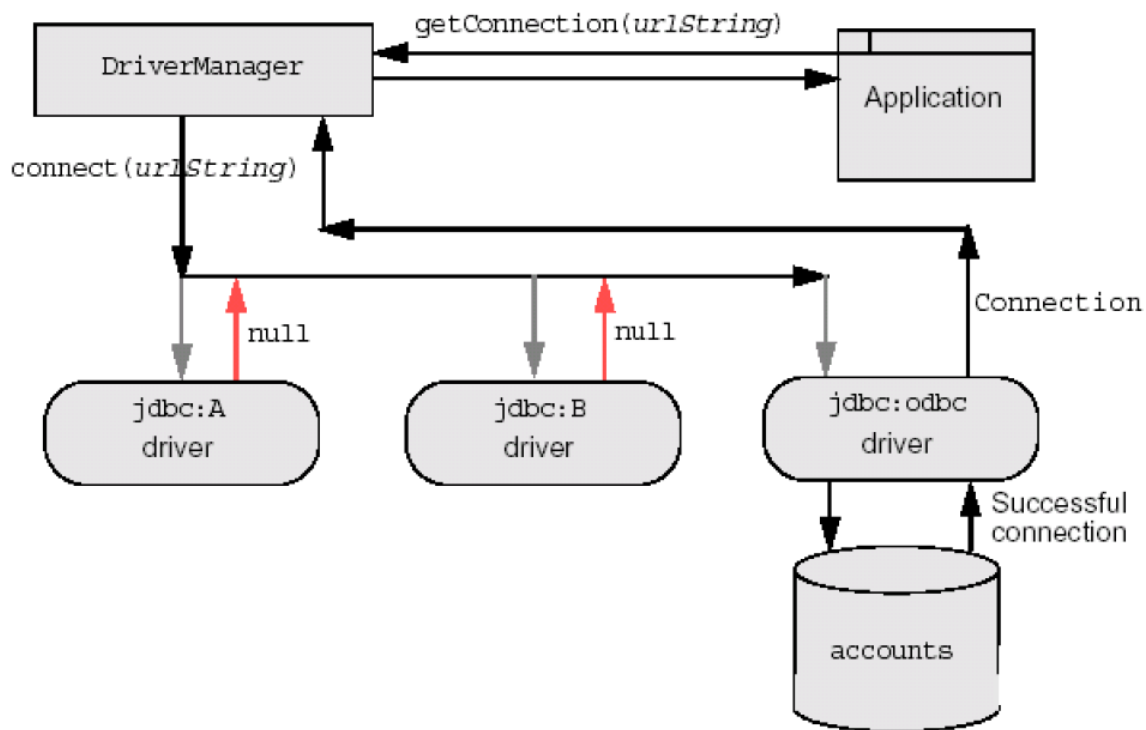 getConnection(urlString)
DriverManager
Application
connect(urlString)
Connection
null
null
jdbc:A
driver
jdbc:B
driver
jdbc:odbc
driver
Successful
connection
accounts